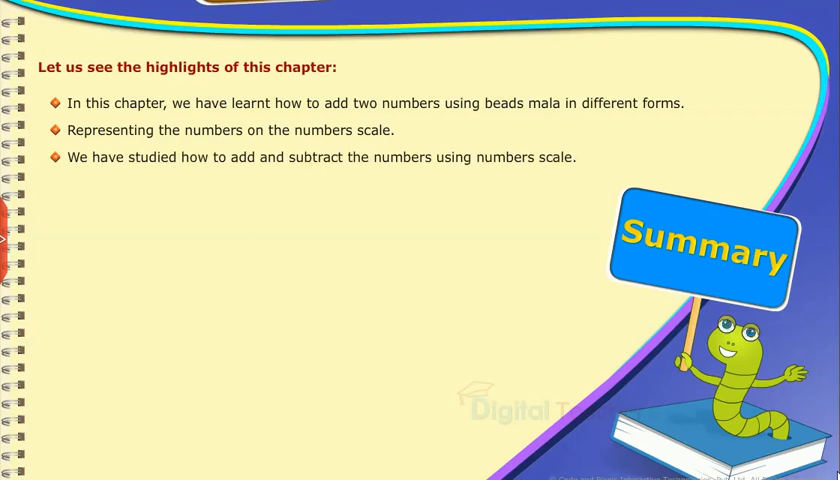 Let us see the highlights of this chapter:
In this chapter, we have learnt how to add two numbers using beads mala in different forms.
Representing the numbers on the numbers scale.
We have studied how to add and subtract the numbers using numbers scale.
Summary
Digital